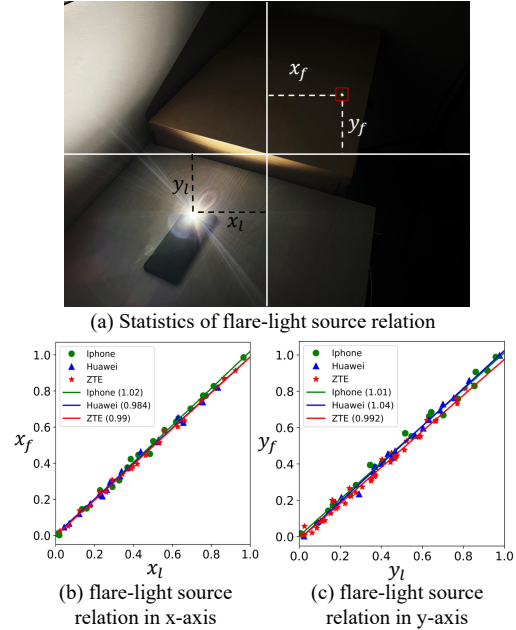 x_f
y_f
y_l
x_l
(a) Statistics of flare-light source relation
1.0
0.8
0.6
0.4
0.2
0.0
x_f
Iphone
Huawei
ZTE
Iphone (1.02)
Huawei (0.984)
ZTE (0.99)
0.0 0.2 0.4 0.6 0.8 1.0
x_l
(b) flare-light source
relation in x-axis
1.0
0.8
0.6
0.4
0.2
0.0
y_f
Iphone
Huawei
ZTE
Iphone (1.01)
Huawei (1.04)
ZTE (0.992)
0.0 0.2 0.4 0.6 0.8 1.0
y_l
(c) flare-light source
relation in y-axis